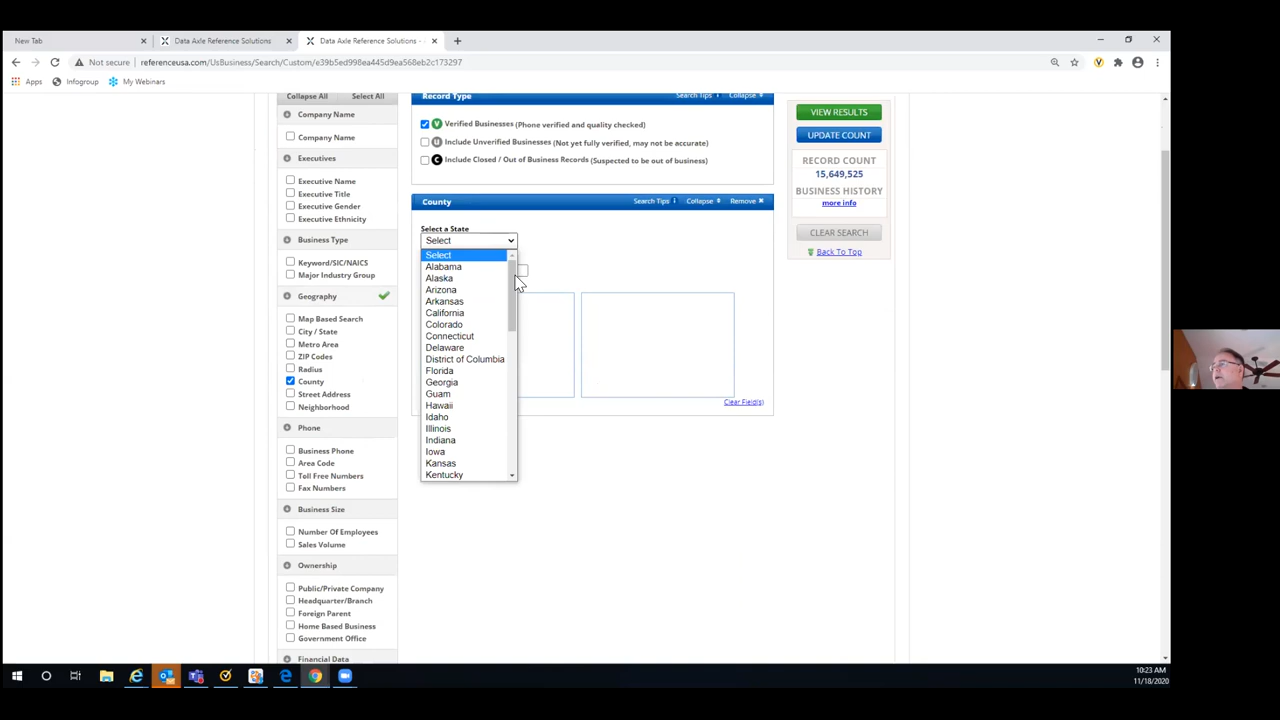 New Tab
Data Axle Reference Solutions
Data Axle Reference Solutions -
Not secure
referenceusa.com/UsBusiness/Search/Custom/e39b5ed998ea445d9ea568eb2c173297
Apps
Infogroup
My Webinars
Collapse All
Select All
Company Name
Company Name
Executives
Executive Name
Executive Title
Executive Gender
Executive Ethnicity
Business Type
Keyword/SIC/NAICS
Major Industry Group
Geography
Map Based Search
City / State
Metro Area
ZIP Codes
Radius
County
Street Address
Neighborhood
Phone
Business Phone
Area Code
Toll Free Numbers
Fax Numbers
Business Size
Number Of Employees
Sales Volume
Ownership
Public/Private Company
Headquarter/Branch
Foreign Parent
Home Based Business
Government Office
Financial Data
Record Type
Search Tips
Collapse
V Verified Businesses (Phone verified and quality checked)
U Include Unverified Businesses (Not yet fully verified, may not be accurate)
C Include Closed / Out of Business Records (Suspected to be out of business)
County
Search Tips
Collapse
Remove
Select a State
Select
Select
Alabama
Alaska
Arizona
Arkansas
California
Colorado
Connecticut
Delaware
District of Columbia
Florida
Georgia
Guam
Hawaii
Idaho
Illinois
Indiana
Iowa
Kansas
Kentucky
Clear Field(s)
VIEW RESULTS
UPDATE COUNT
RECORD COUNT
15,649,525
BUSINESS HISTORY
more info
CLEAR SEARCH
Back To Top
10:23 AM
11/18/2020